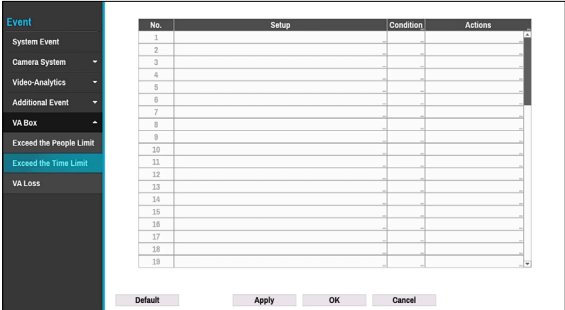 Event
System Event
Camera System
Video-Analytics
Additional Event
VA Box
Exceed the People Limit
Exceed the Time Limit
VA Loss
No. Setup Condition Actions
1
2
3
4
5
6
7
8
9
10
11
12
13
14
15
16
17
18
19
Default Apply OK Cancel